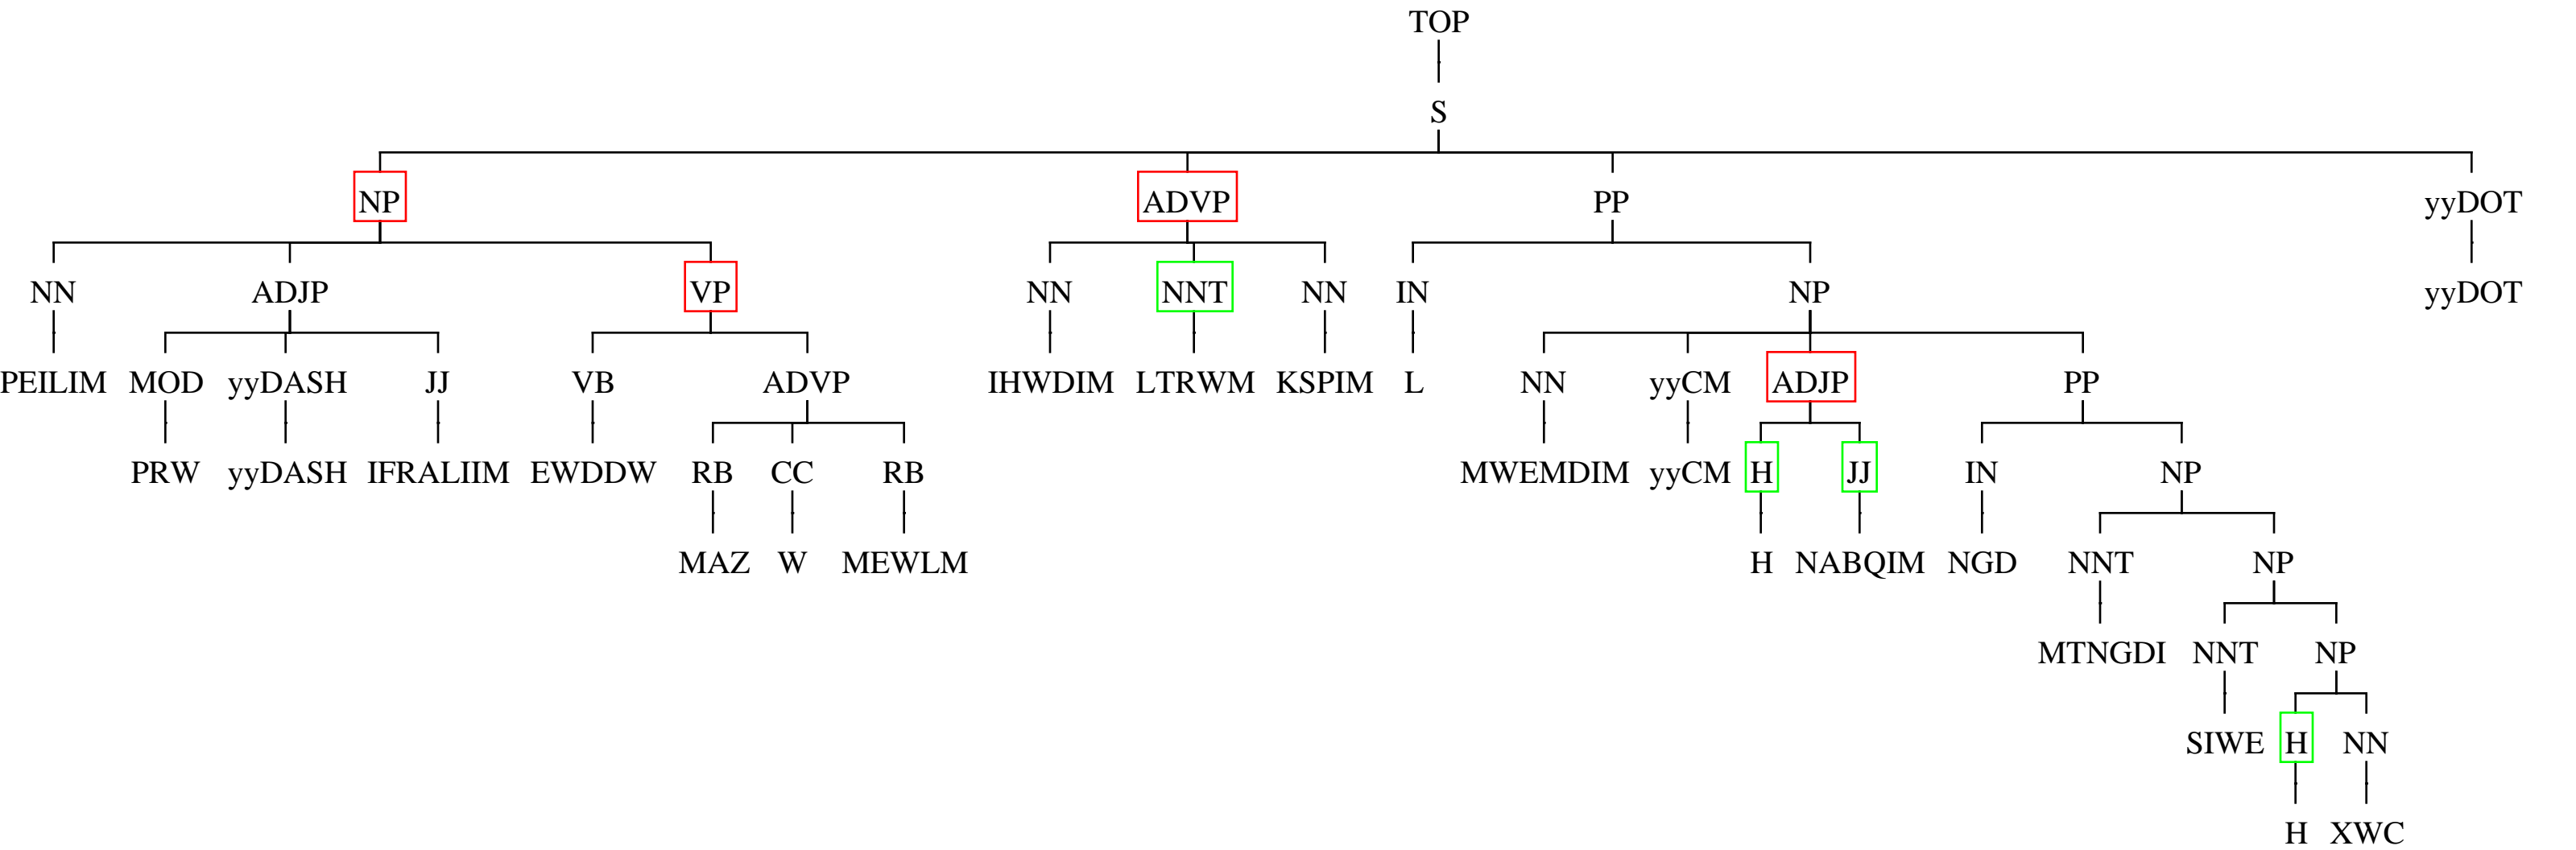 TOP
S
NP ADVP PP yyDOT
NN ADJP VP NN NNT NN IN NP yyDOT
PEILIM MOD yyDASH JJ VB ADVP IHWDIM LTRWM KSPIM L NN yyCM ADJP PP
PRW yyDASH IFRALIIM EWDDW RB CC RB MWEMDIM yyCM H JJ IN NP
MAZ W MEWLM H NABQIM NGD NNT NP
MTNGDI NNT NP
SIWE H NN
H XWC